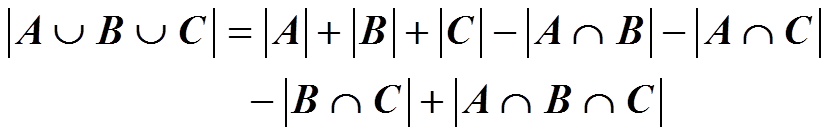 |A ∪ B ∪ C| = |A| + |B| + |C| − |A ∩ B| − |A ∩ C|
− |B ∩ C| + |A ∩ B ∩ C|